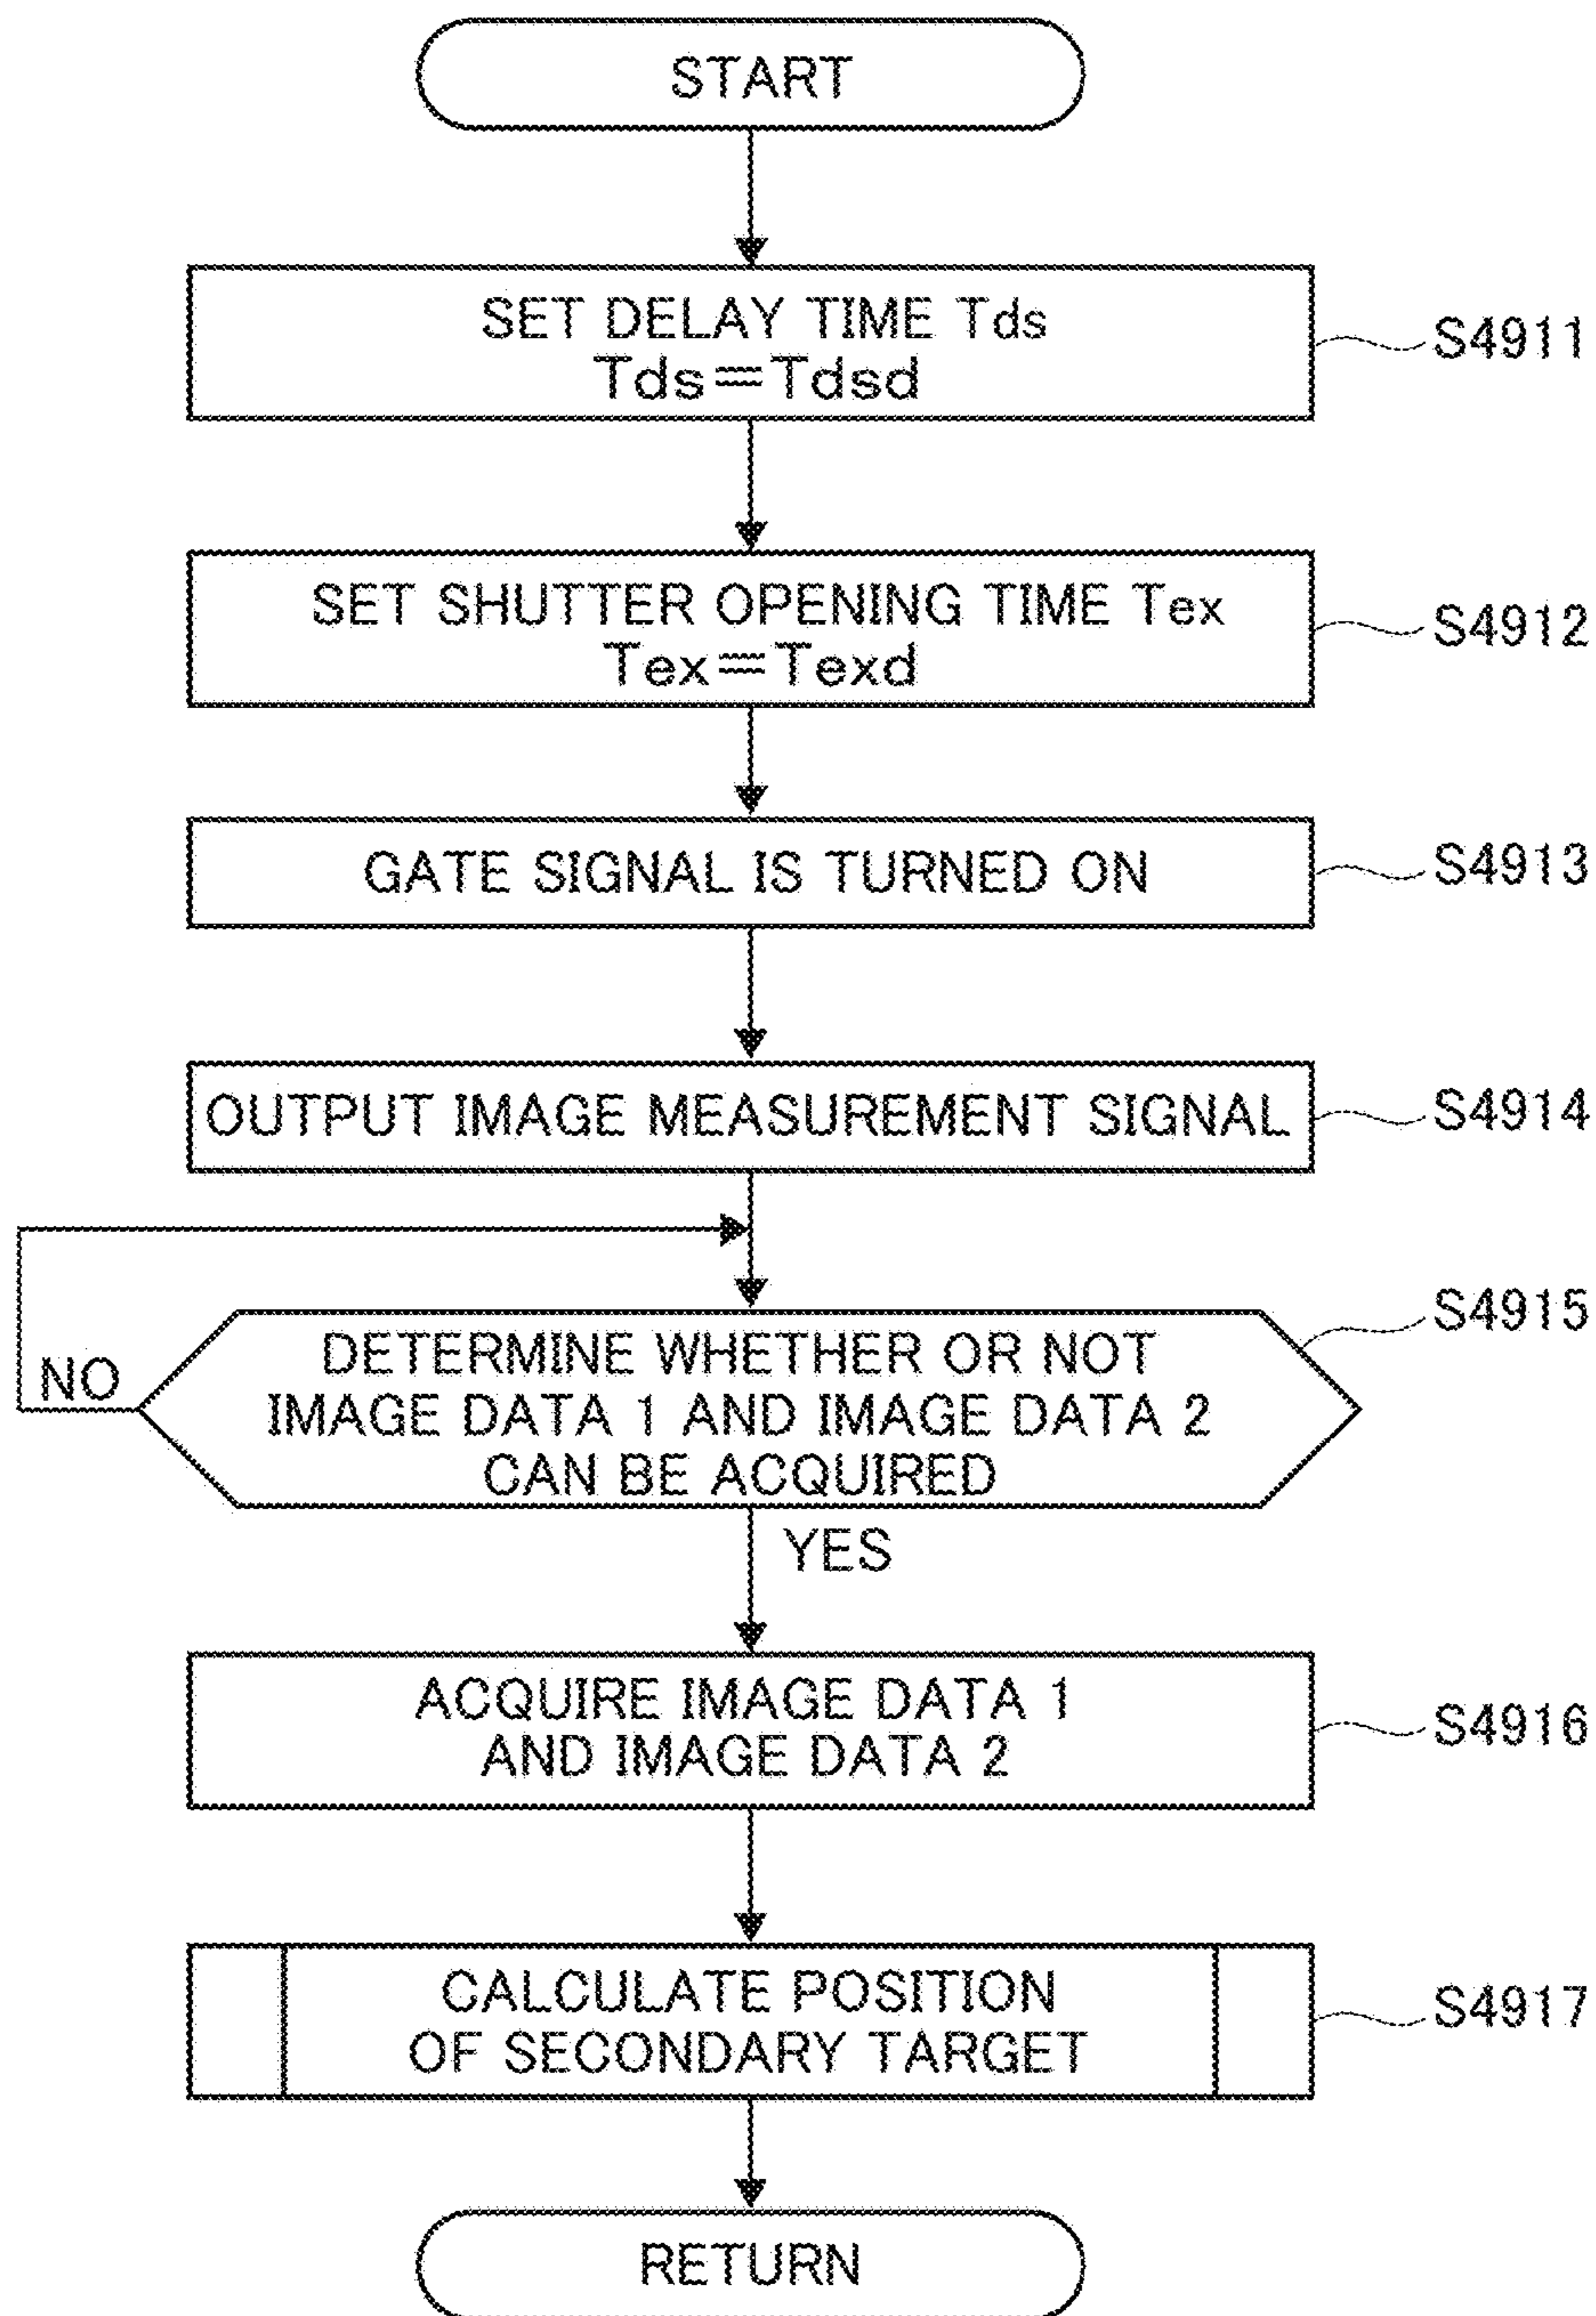 START
SET DELAY TIME Tds
Tds=Tdsd
S4911
SET SHUTTER OPENING TIME Tex
Tex=Texd
S4912
GATE SIGNAL IS TURNED ON
S4913
OUTPUT IMAGE MEASUREMENT SIGNAL
S4914
S4915
NO
DETERMINE WHETHER OR NOT
IMAGE DATA 1 AND IMAGE DATA 2
CAN BE ACQUIRED
YES
ACQUIRE IMAGE DATA 1
AND IMAGE DATA 2
S4916
CALCULATE POSITION
OF SECONDARY TARGET
S4917
RETURN